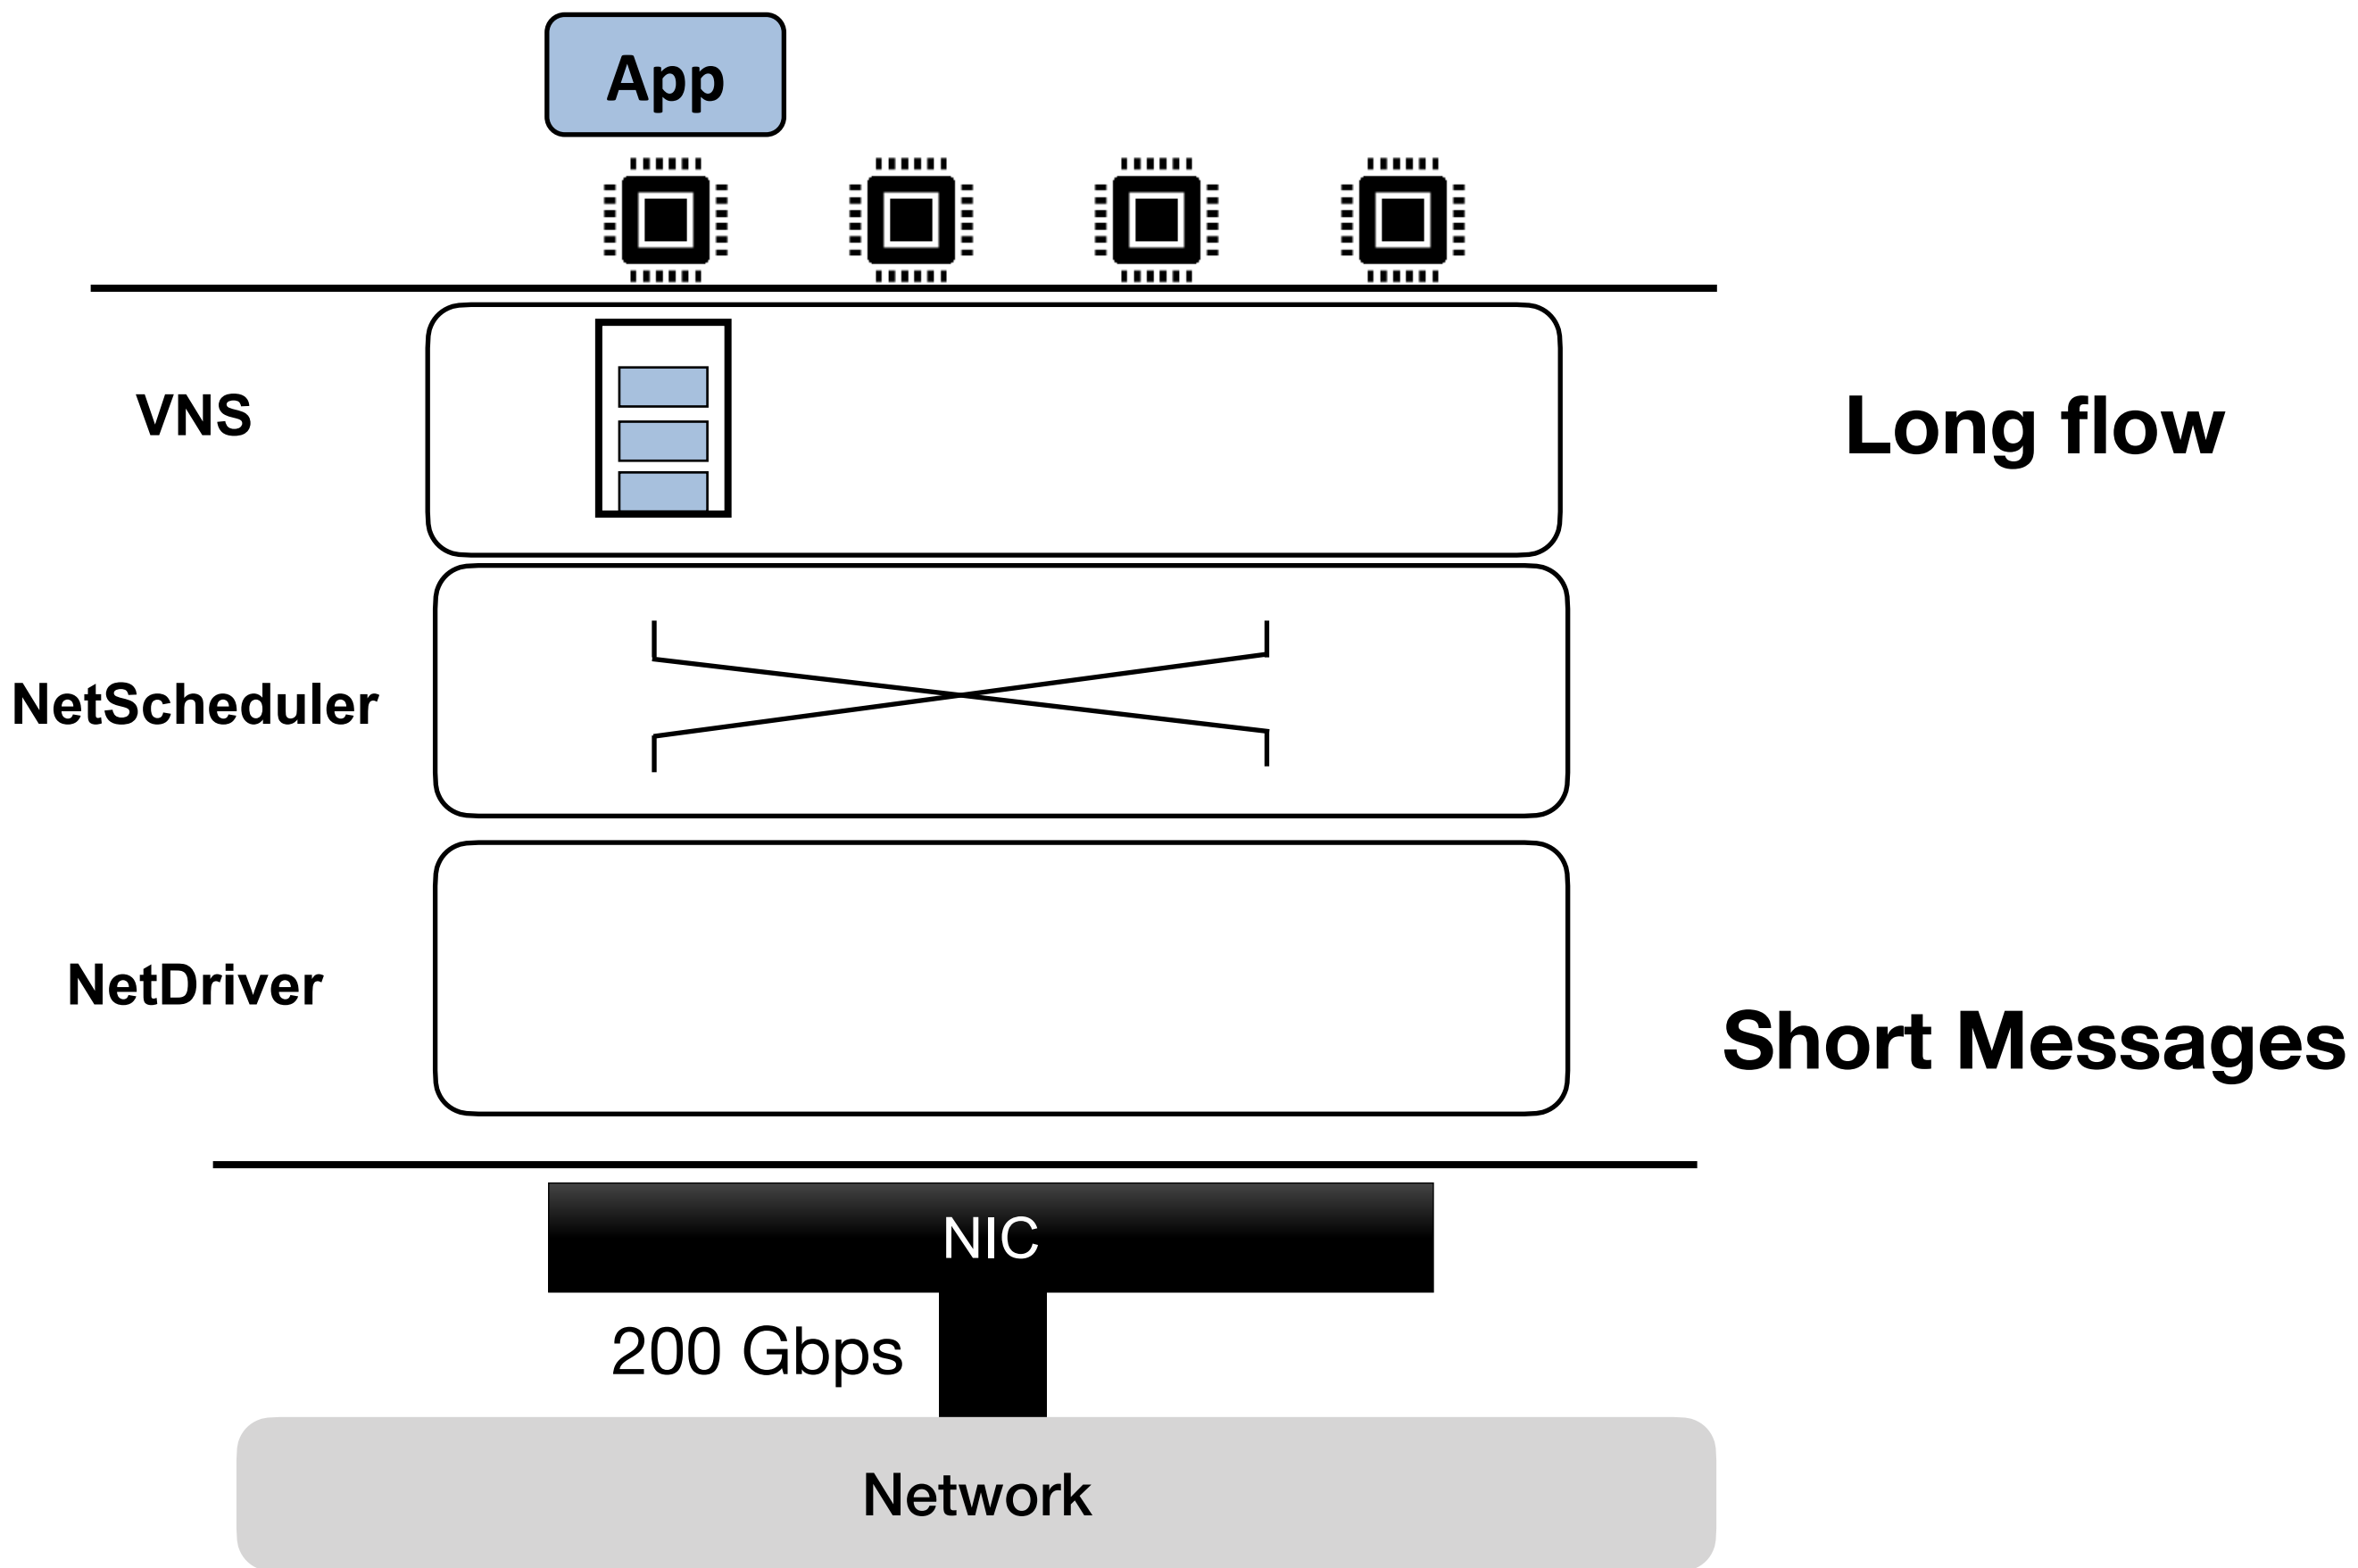 App
VNS
Long flow
NetScheduler
NetDriver
Short Messages
NIC
200 Gbps
Network